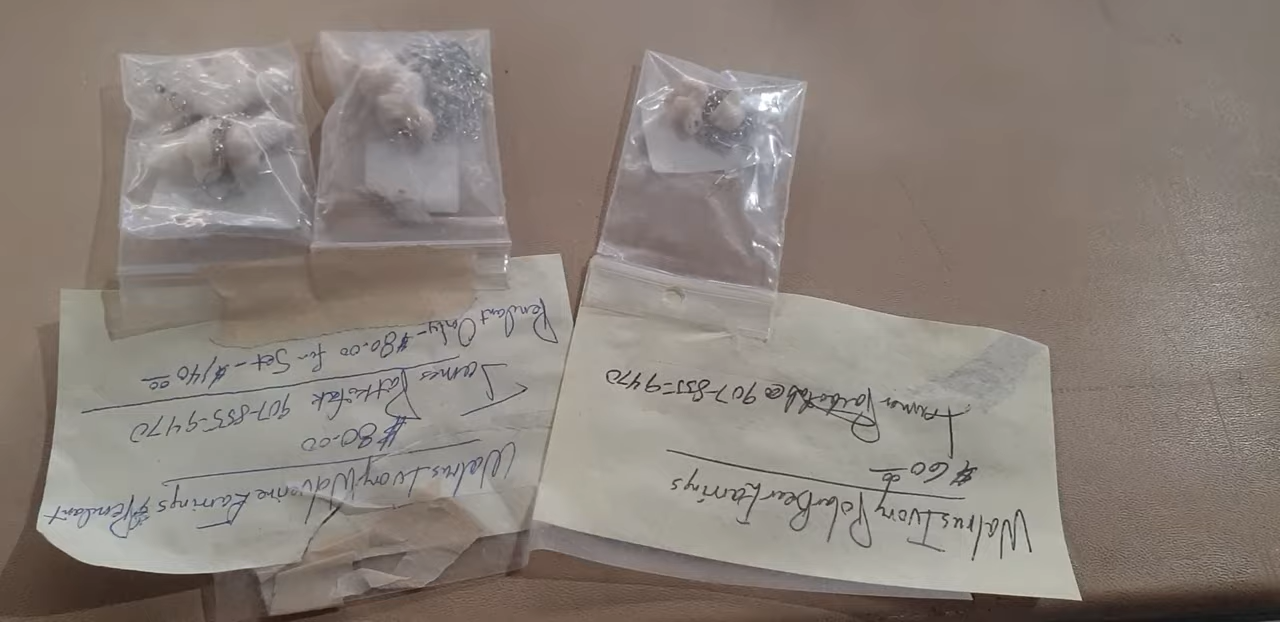 Walrus Ivory Wolverine Earrings & Pendant
$80.00
James Patkotak 907-855-9470
Pendant Only - $80.00 for Set - $140.00
Walrus Ivory Polar Bear Earrings
$60.00
James Patkotak @ 907-855-9470